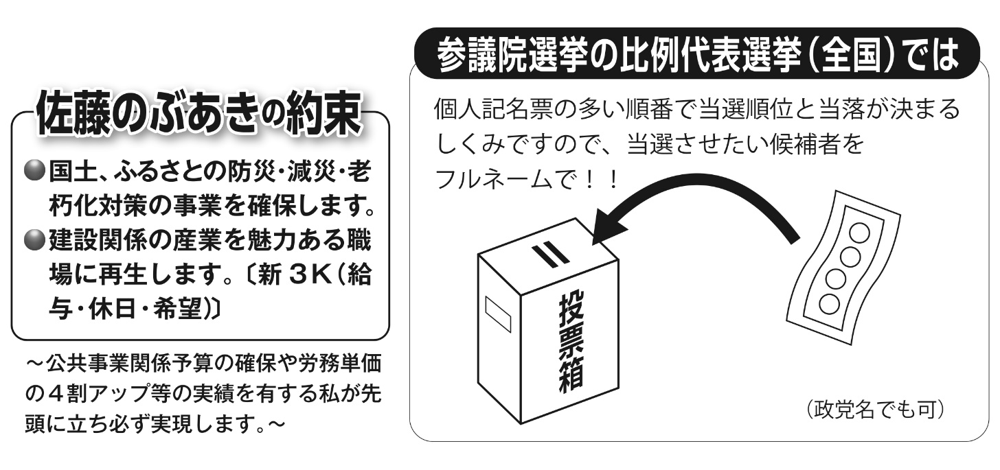 佐藤のぶあきの約束
●国土、ふるさとの防災・減災・老
朽化対策の事業を確保します。
●建設関係の産業を魅力ある職
場に再生します。〔新３Ｋ（給
与・休日・希望）〕
～公共事業関係予算の確保や労務単価
の４割アップ等の実績を有する私が先
頭に立ち必ず実現します。～
参議院選挙の比例代表選挙（全国）では
個人記名票の多い順番で当選順位と当落が決まる
しくみですので、当選させたい候補者を
フルネームで！！
投票箱
（政党名でも可）